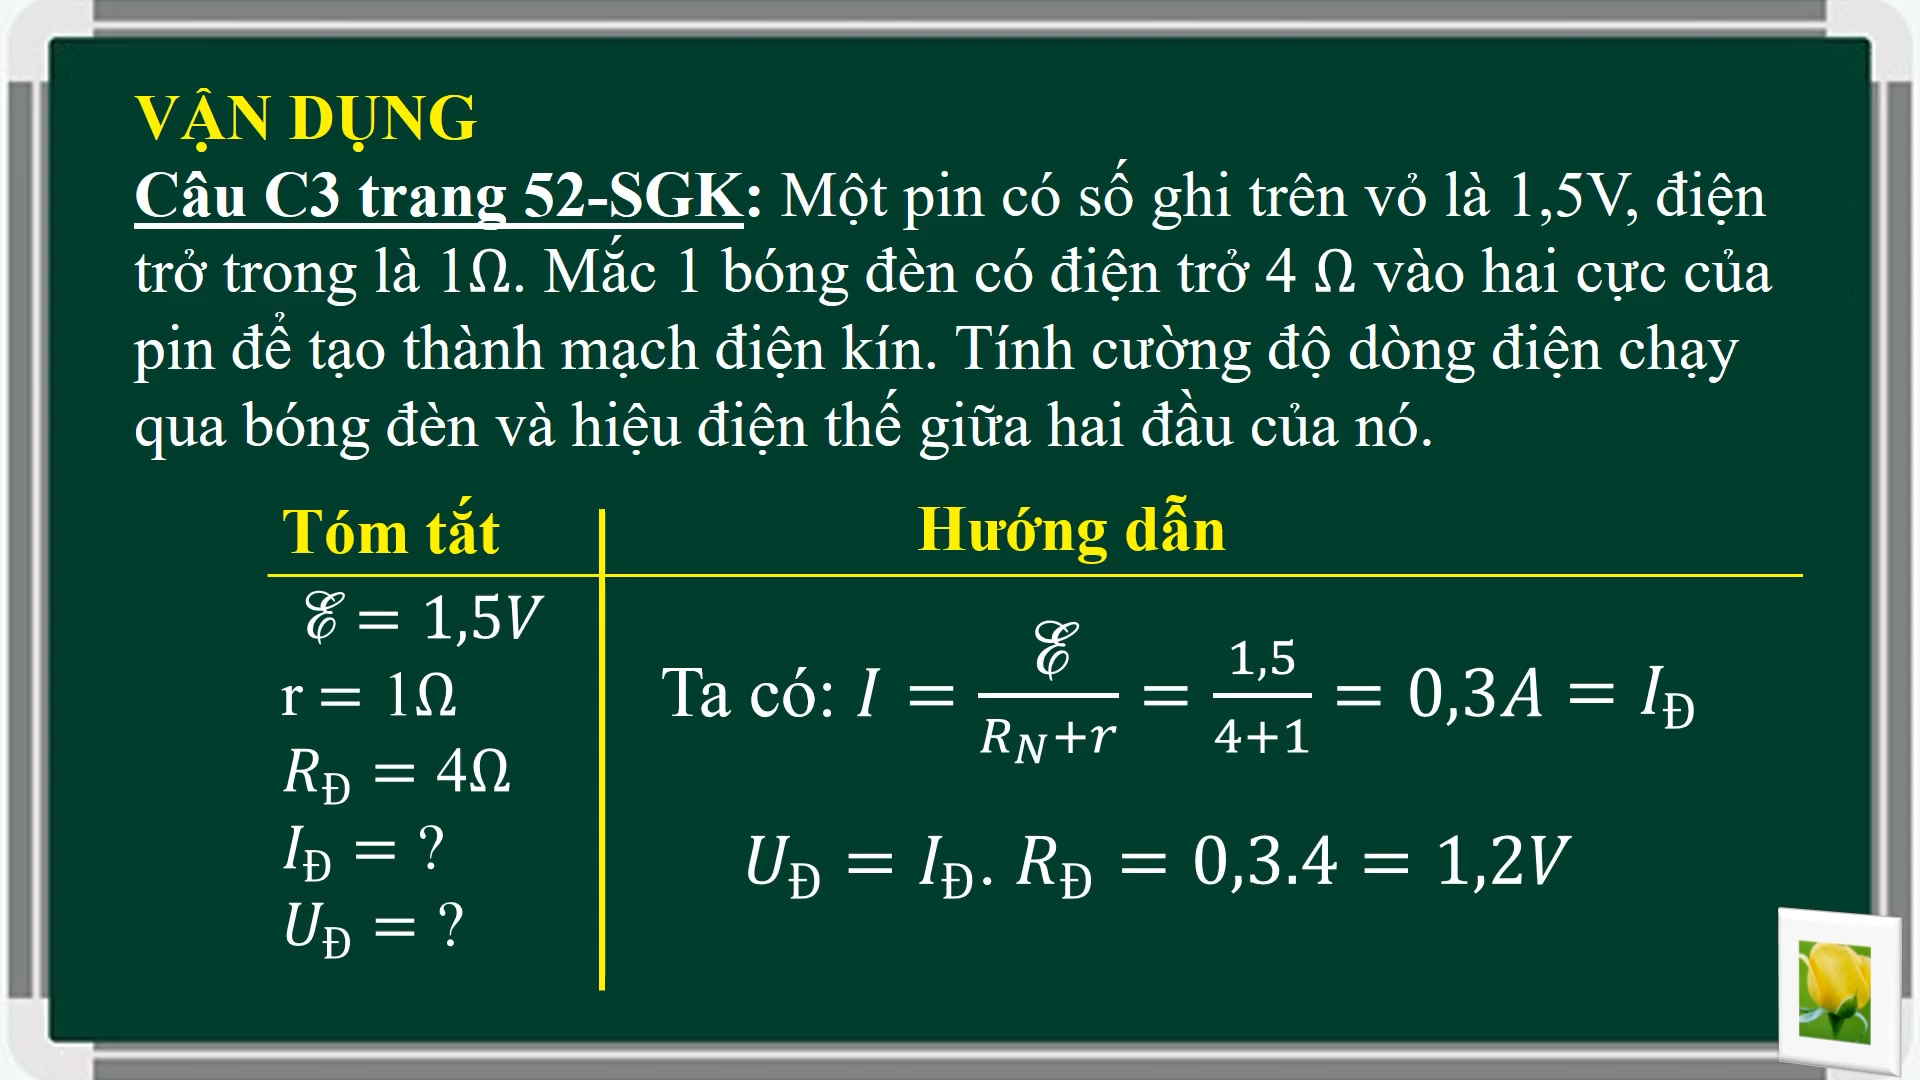 VẬN DỤNG
Câu C3 trang 52-SGK: Một pin có số ghi trên vỏ là 1,5V, điện
trở trong là 1Ω. Mắc 1 bóng đèn có điện trở 4 Ω vào hai cực của
pin để tạo thành mạch điện kín. Tính cường độ dòng điện chạy
qua bóng đèn và hiệu điện thế giữa hai đầu của nó.
Tóm tắt
ℰ = 1,5V
r = 1Ω
R_Đ = 4Ω
I_Đ = ?
U_Đ = ?
Hướng dẫn
Ta có: I = ℰ/(R_N+r) = 1,5/(4+1) = 0,3A = I_Đ
U_Đ = I_Đ. R_Đ = 0,3.4 = 1,2V